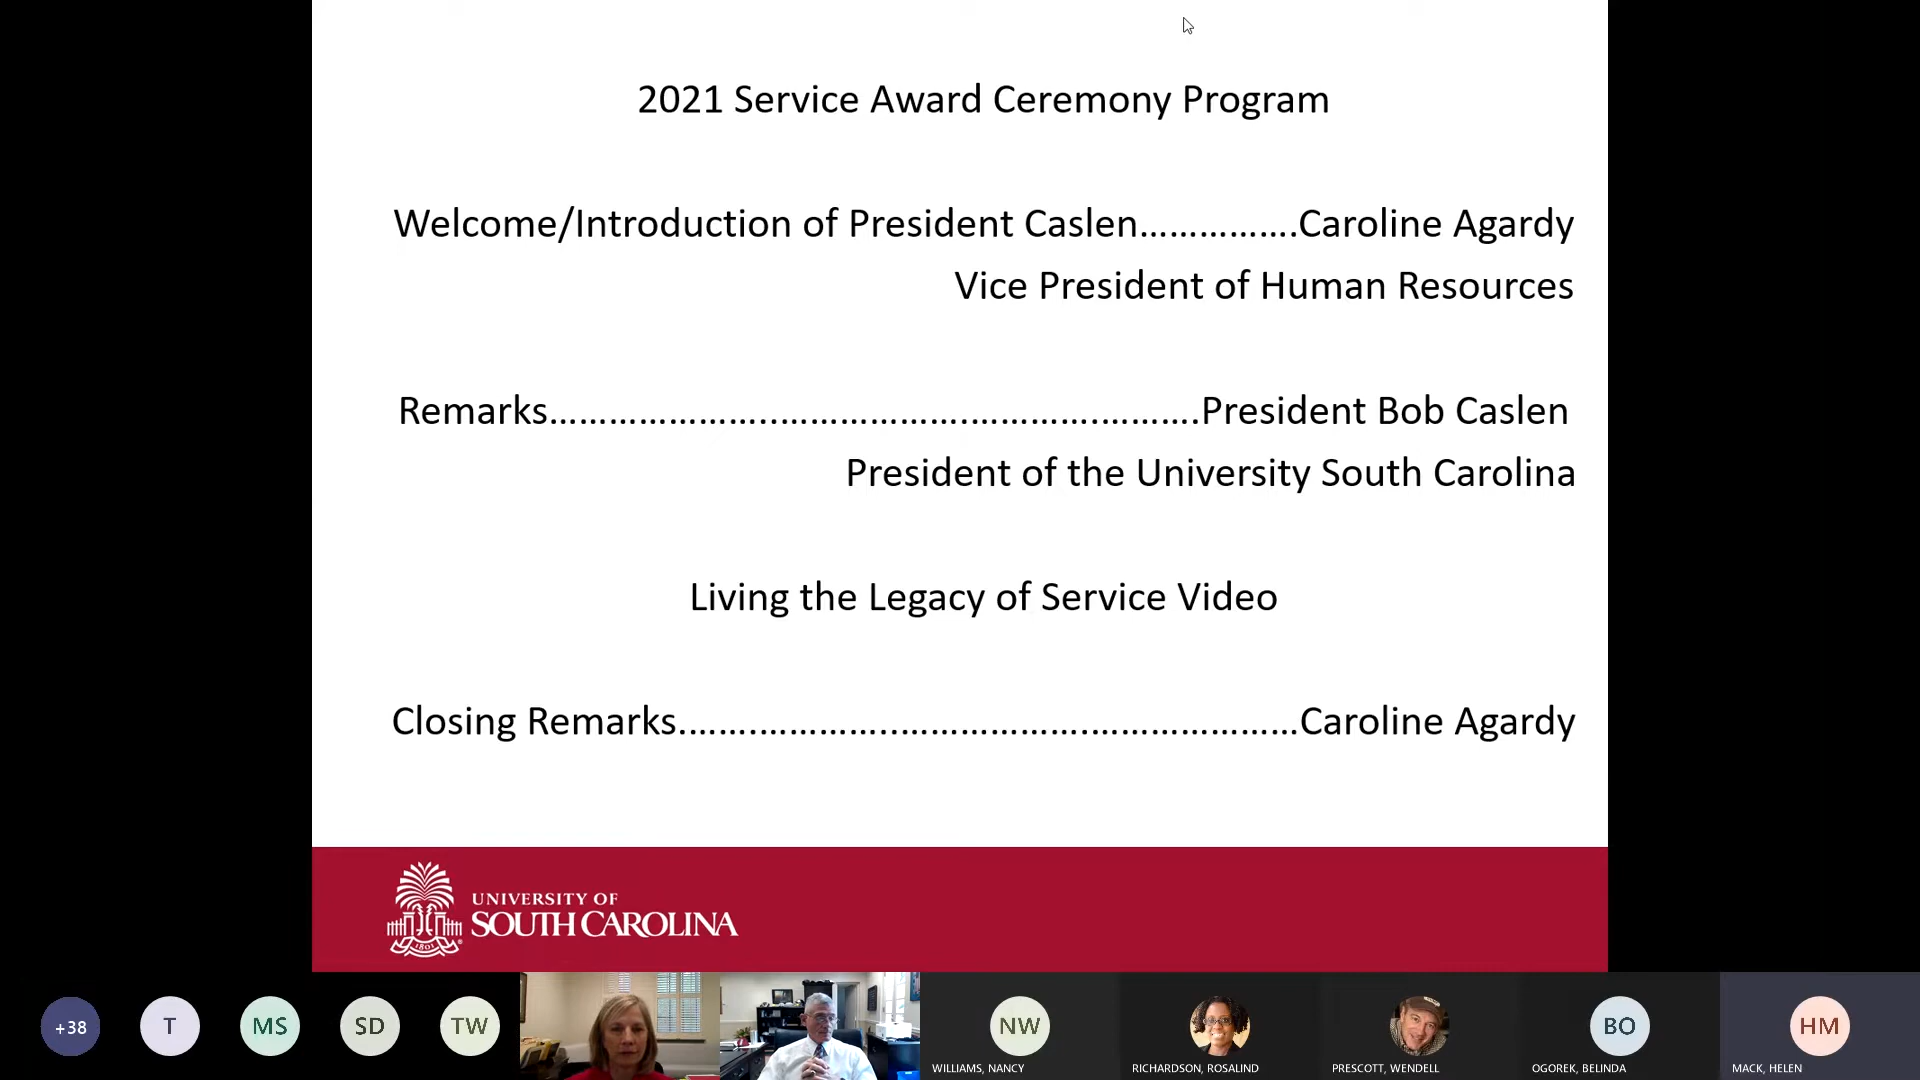 2021 Service Award Ceremony Program
Welcome/Introduction of President Caslen…………….Caroline Agardy
Vice President of Human Resources
Remarks…………………..……………….………….……….President Bob Caslen
President of the University South Carolina
Living the Legacy of Service Video
Closing Remarks…….…………..……………….…………………Caroline Agardy
UNIVERSITY OF
SOUTH CAROLINA
1801
+38
T
MS
SD
TW
NW
BO
HM
WILLIAMS, NANCY
RICHARDSON, ROSALIND
PRESCOTT, WENDELL
OGOREK, BELINDA
MACK, HELEN